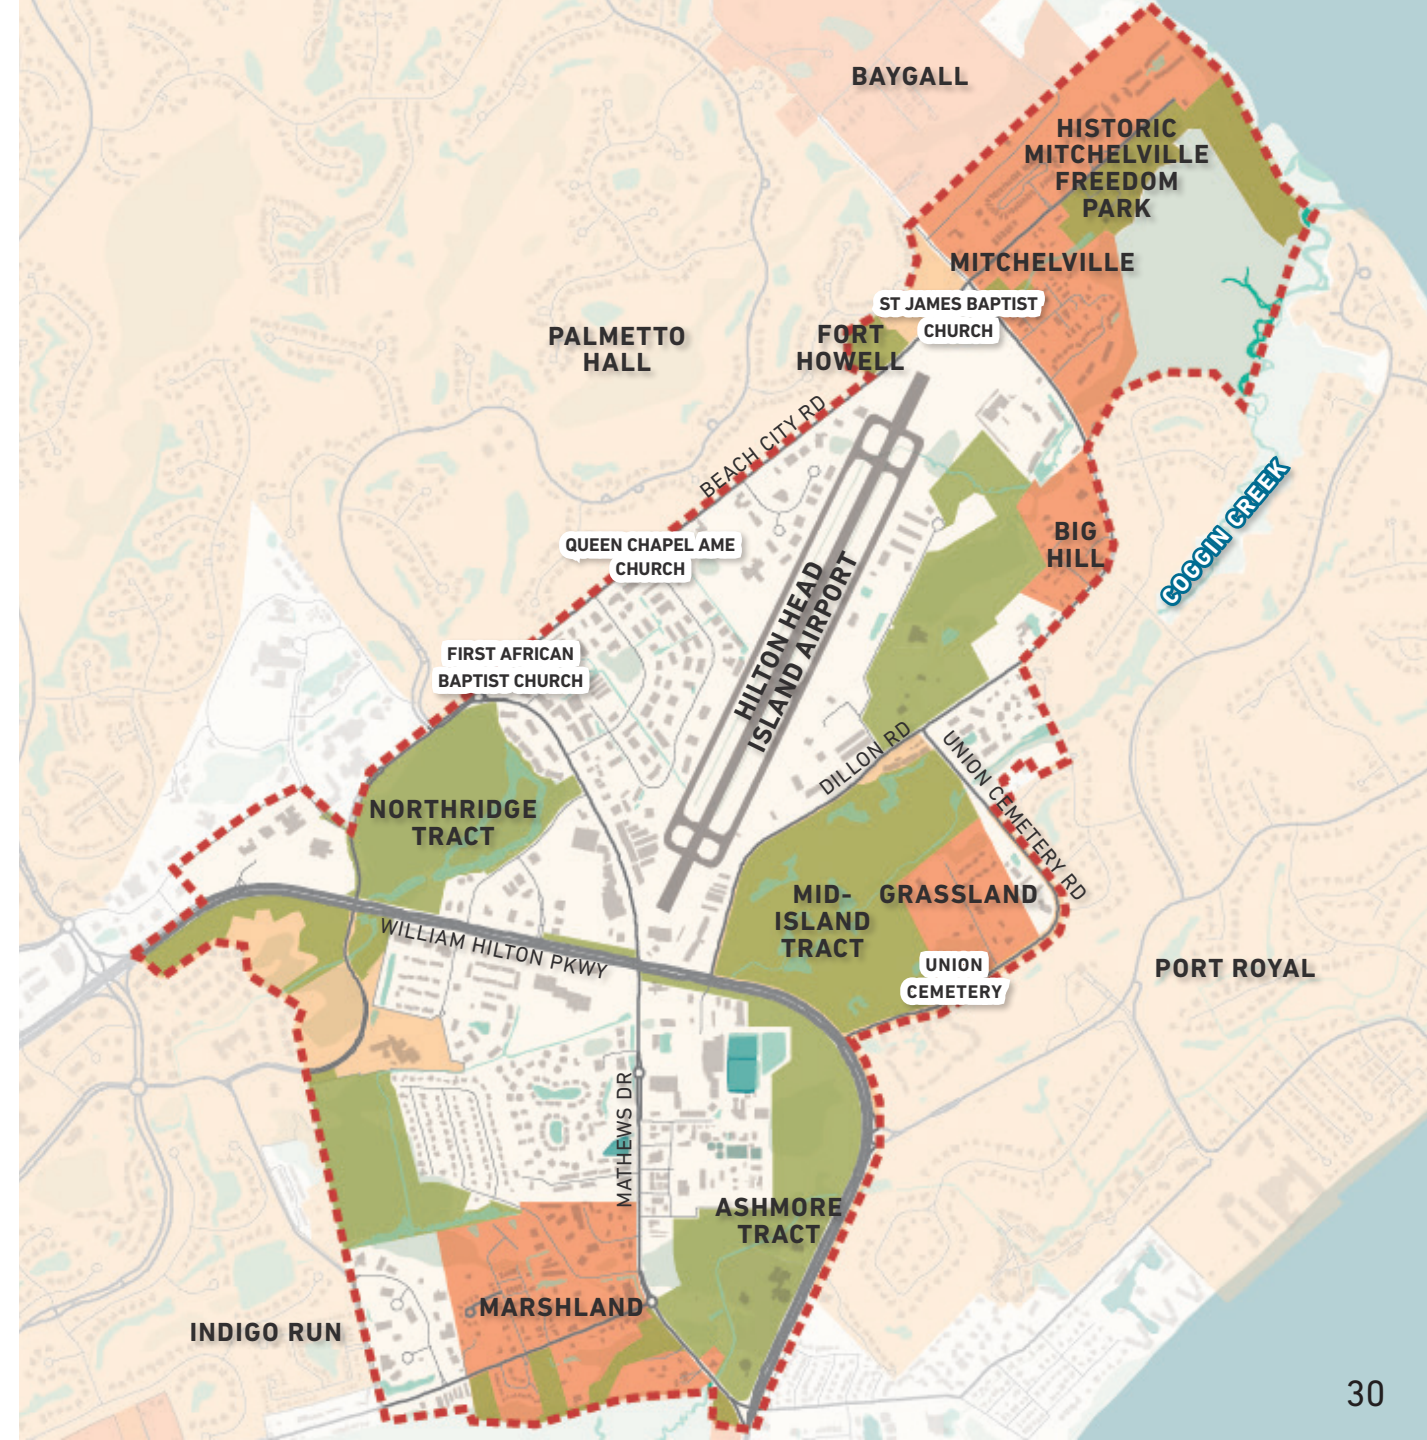 BAYGALL
HISTORIC
MITCHELVILLE
FREEDOM
PARK
MITCHELVILLE
ST JAMES BAPTIST
CHURCH
PALMETTO
HALL
FORT
HOWELL
BEACH CITY RD
COGGIN CREEK
BIG
HILL
QUEEN CHAPEL AME
CHURCH
HILTON HEAD
ISLAND AIRPORT
FIRST AFRICAN
BAPTIST CHURCH
DILLON RD
UNION CEMETERY RD
NORTHRIDGE
TRACT
MID-
ISLAND
TRACT
GRASSLAND
WILLIAM HILTON PKWY
UNION
CEMETERY
PORT ROYAL
MATHEWS DR
ASHMORE
TRACT
MARSHLAND
INDIGO RUN
30